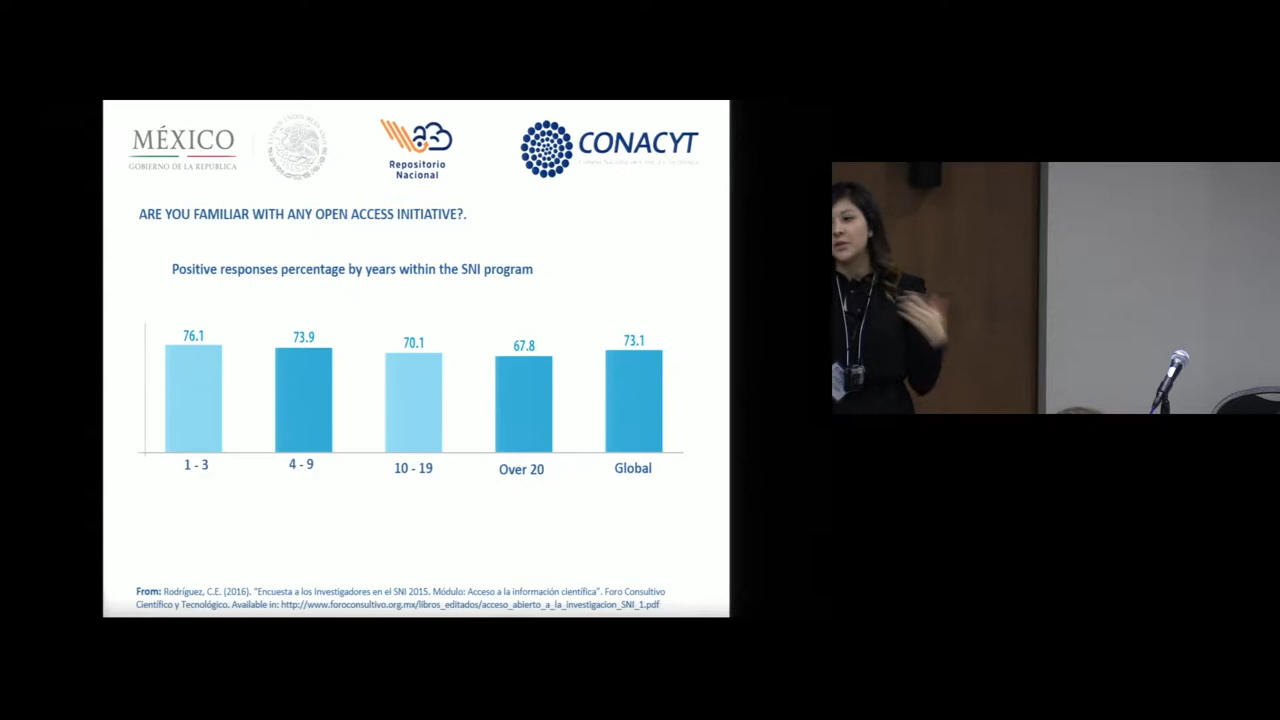 MÉXICO
GOBIERNO DE LA REPÚBLICA
Repositorio
Nacional
CONACYT
ARE YOU FAMILIAR WITH ANY OPEN ACCESS INITIATIVE?.
Positive responses percentage by years within the SNI program
76.1
73.9
70.1
67.8
73.1
1 - 3
4 - 9
10 - 19
Over 20
Global
From: Rodríguez, C.E. (2016). “Encuesta a los Investigadores en el SNI 2015. Módulo: Acceso a la información científica”. Foro Consultivo
Científico y Tecnológico. Available in: http://www.foroconsultivo.org.mx/libros_editados/acceso_abierto_a_la_investigacion_SNI_1.pdf